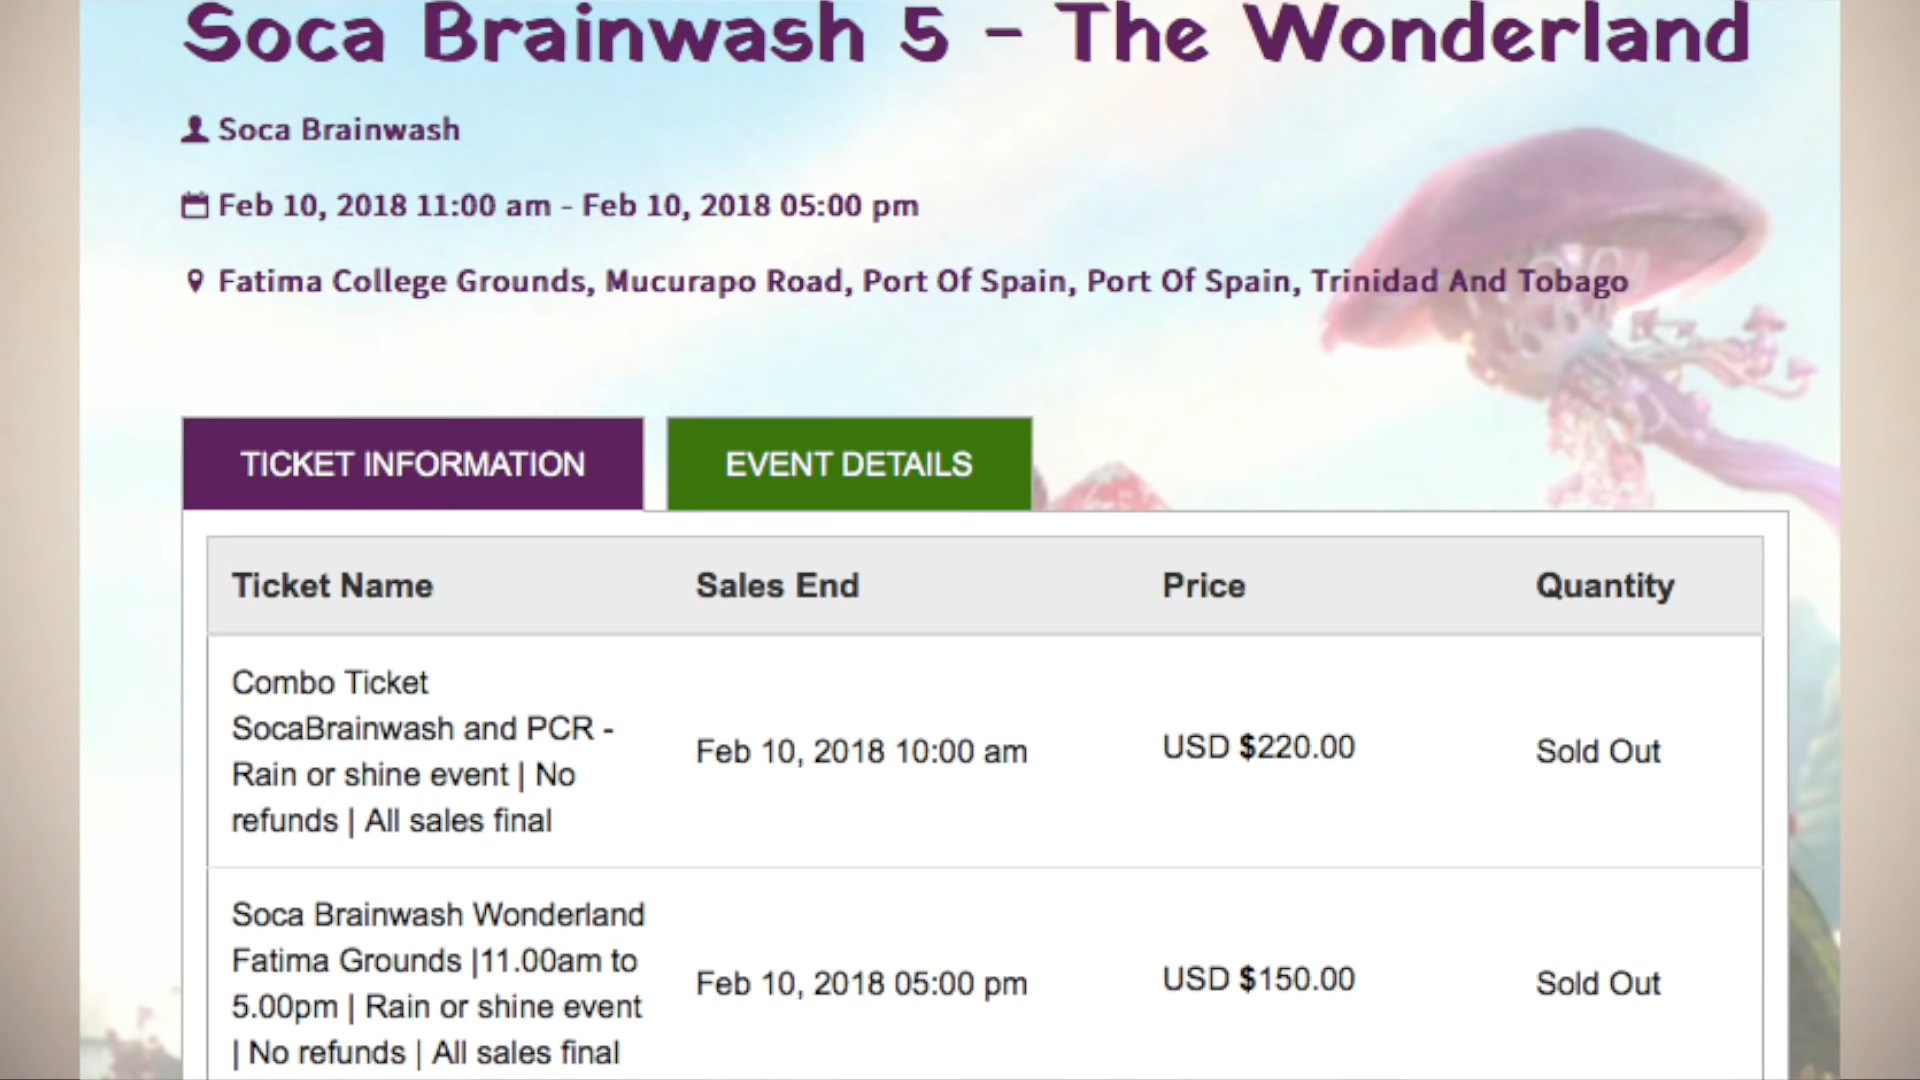 Soca Brainwash 5 - The Wonderland
Soca Brainwash
Feb 10, 2018 11:00 am - Feb 10, 2018 05:00 pm
Fatima College Grounds, Mucurapo Road, Port Of Spain, Port Of Spain, Trinidad And Tobago
TICKET INFORMATION
EVENT DETAILS
Ticket Name Sales End Price Quantity
Combo Ticket
SocaBrainwash and PCR -
Rain or shine event | No
refunds | All sales final
Feb 10, 2018 10:00 am
USD $220.00
Sold Out
Soca Brainwash Wonderland
Fatima Grounds |11.00am to
5.00pm | Rain or shine event
| No refunds | All sales final
Feb 10, 2018 05:00 pm
USD $150.00
Sold Out